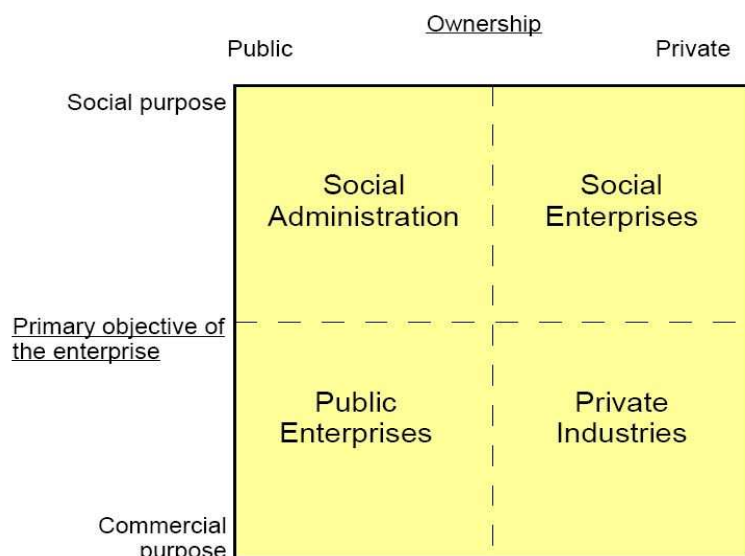 Ownership
Public Private
Social purpose
Social Social
Administration Enterprises
Primary objective of
the enterprise
Public Private
Enterprises Industries
Commercial
purpose